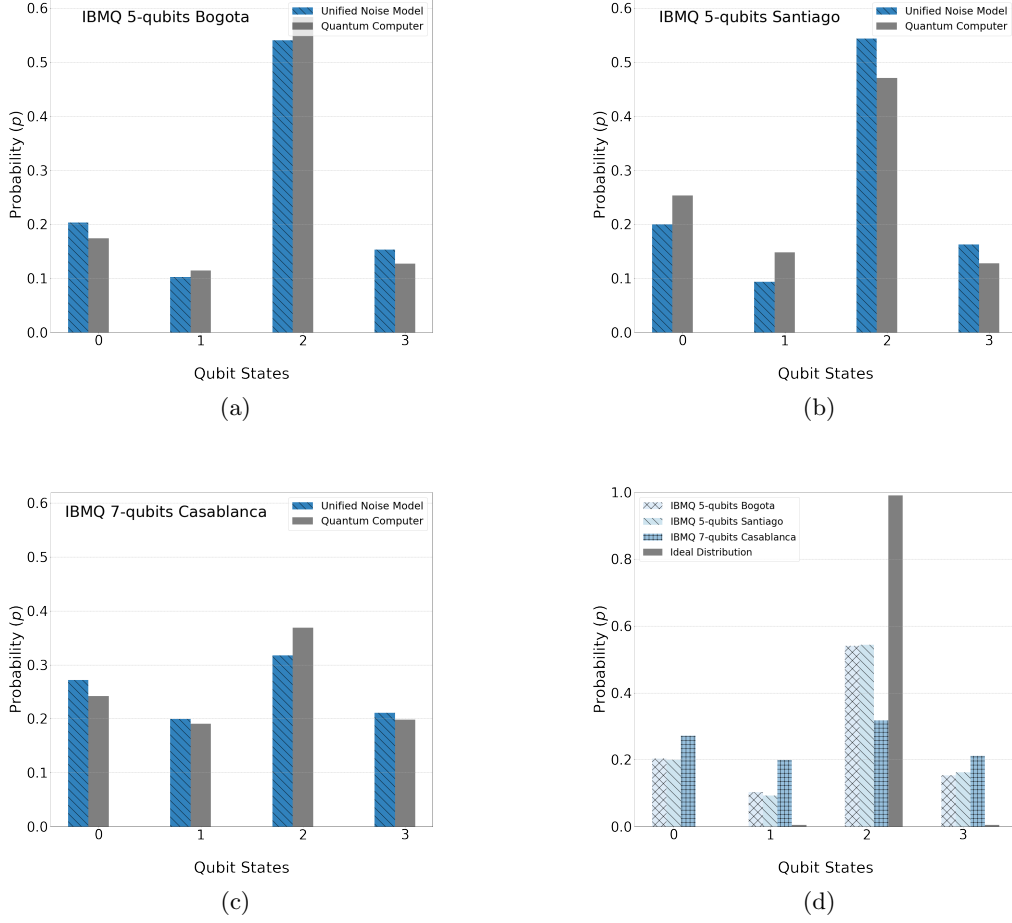 IBMQ 5-qubits Bogota
Unified Noise Model
Quantum Computer
Probability (p)
0.6
0.5
0.4
0.3
0.2
0.1
0.0
0 1 2 3
Qubit States
(a)
IBMQ 5-qubits Santiago
Unified Noise Model
Quantum Computer
Probability (p)
0.6
0.5
0.4
0.3
0.2
0.1
0.0
0 1 2 3
Qubit States
(b)
IBMQ 7-qubits Casablanca
Unified Noise Model
Quantum Computer
Probability (p)
0.6
0.5
0.4
0.3
0.2
0.1
0.0
0 1 2 3
Qubit States
(c)
IBMQ 5-qubits Bogota
IBMQ 5-qubits Santiago
IBMQ 7-qubits Casablanca
Ideal Distribution
Probability (p)
1.0
0.8
0.6
0.4
0.2
0.0
0 1 2 3
Qubit States
(d)